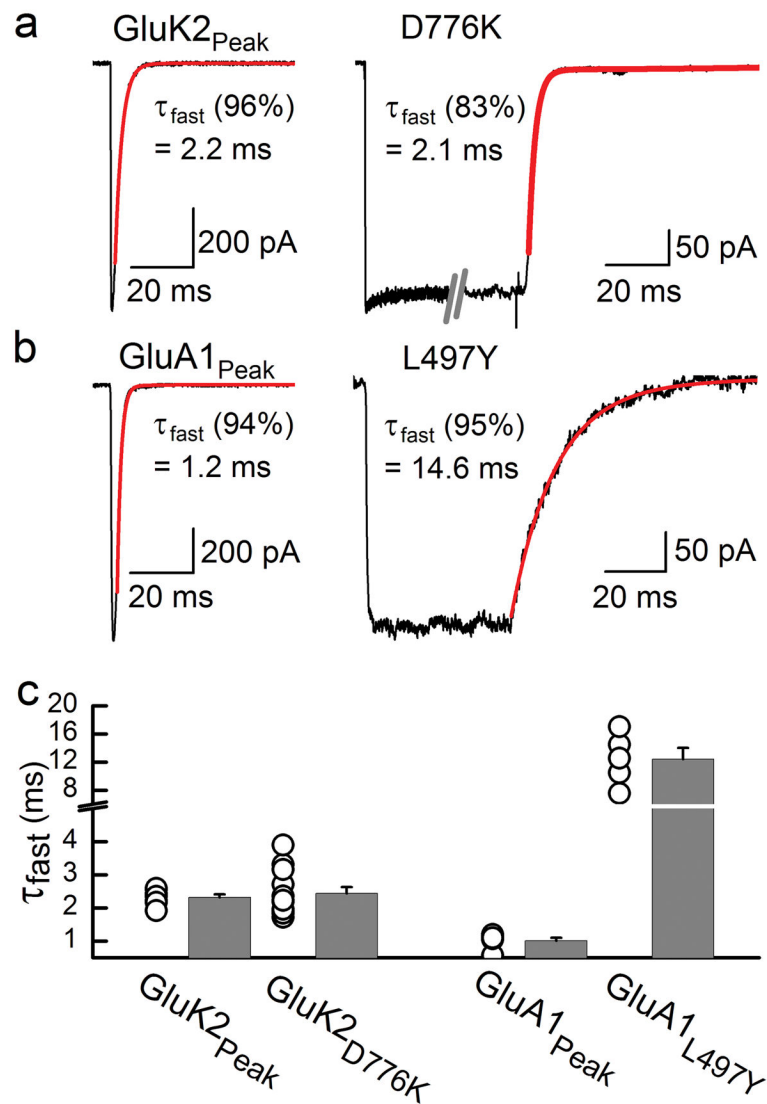 a
GluK2Peak
D776K
τfast (96%)
= 2.2 ms
τfast (83%)
= 2.1 ms
200 pA
20 ms
50 pA
20 ms
b
GluA1Peak
L497Y
τfast (94%)
= 1.2 ms
τfast (95%)
= 14.6 ms
200 pA
20 ms
50 pA
20 ms
c
τfast (ms)
20
16
12
8
4
3
2
1
GluK2Peak
GluK2D776K
GluA1Peak
GluA1L497Y